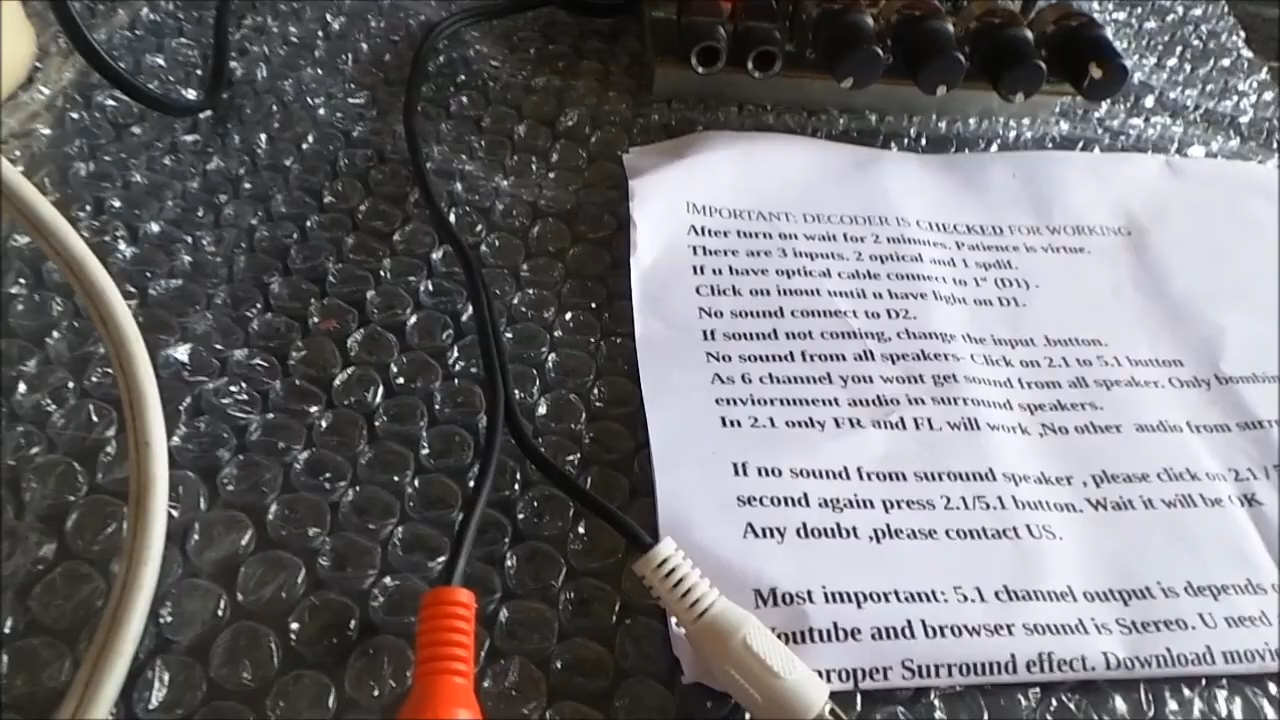 IMPORTANT: DECODER IS CHECKED FOR WORKING
After turn on wait for 2 minutes. Patience is virtue.
There are 3 inputs. 2 optical and 1 spdif.
If u have optical cable connect to 1" (D1) .
Click on inout until u have light on D1.
No sound connect to D2.
If sound not coming, change the input .button.
No sound from all speakers- Click on 2.1 to 5.1 button
As 6 channel you wont get sound from all speaker. Only bombin
enviornment audio in surround speakers.
In 2.1 only FR and FL will work ,No other audio from surr
If no sound from suround speaker , please click on 2.1 /
second again press 2.1/5.1 button. Wait it will be OK
Any doubt ,please contact US.
Most important: 5.1 channel output is depends
Youtube and browser sound is Stereo. U need
proper Surround effect. Download movie